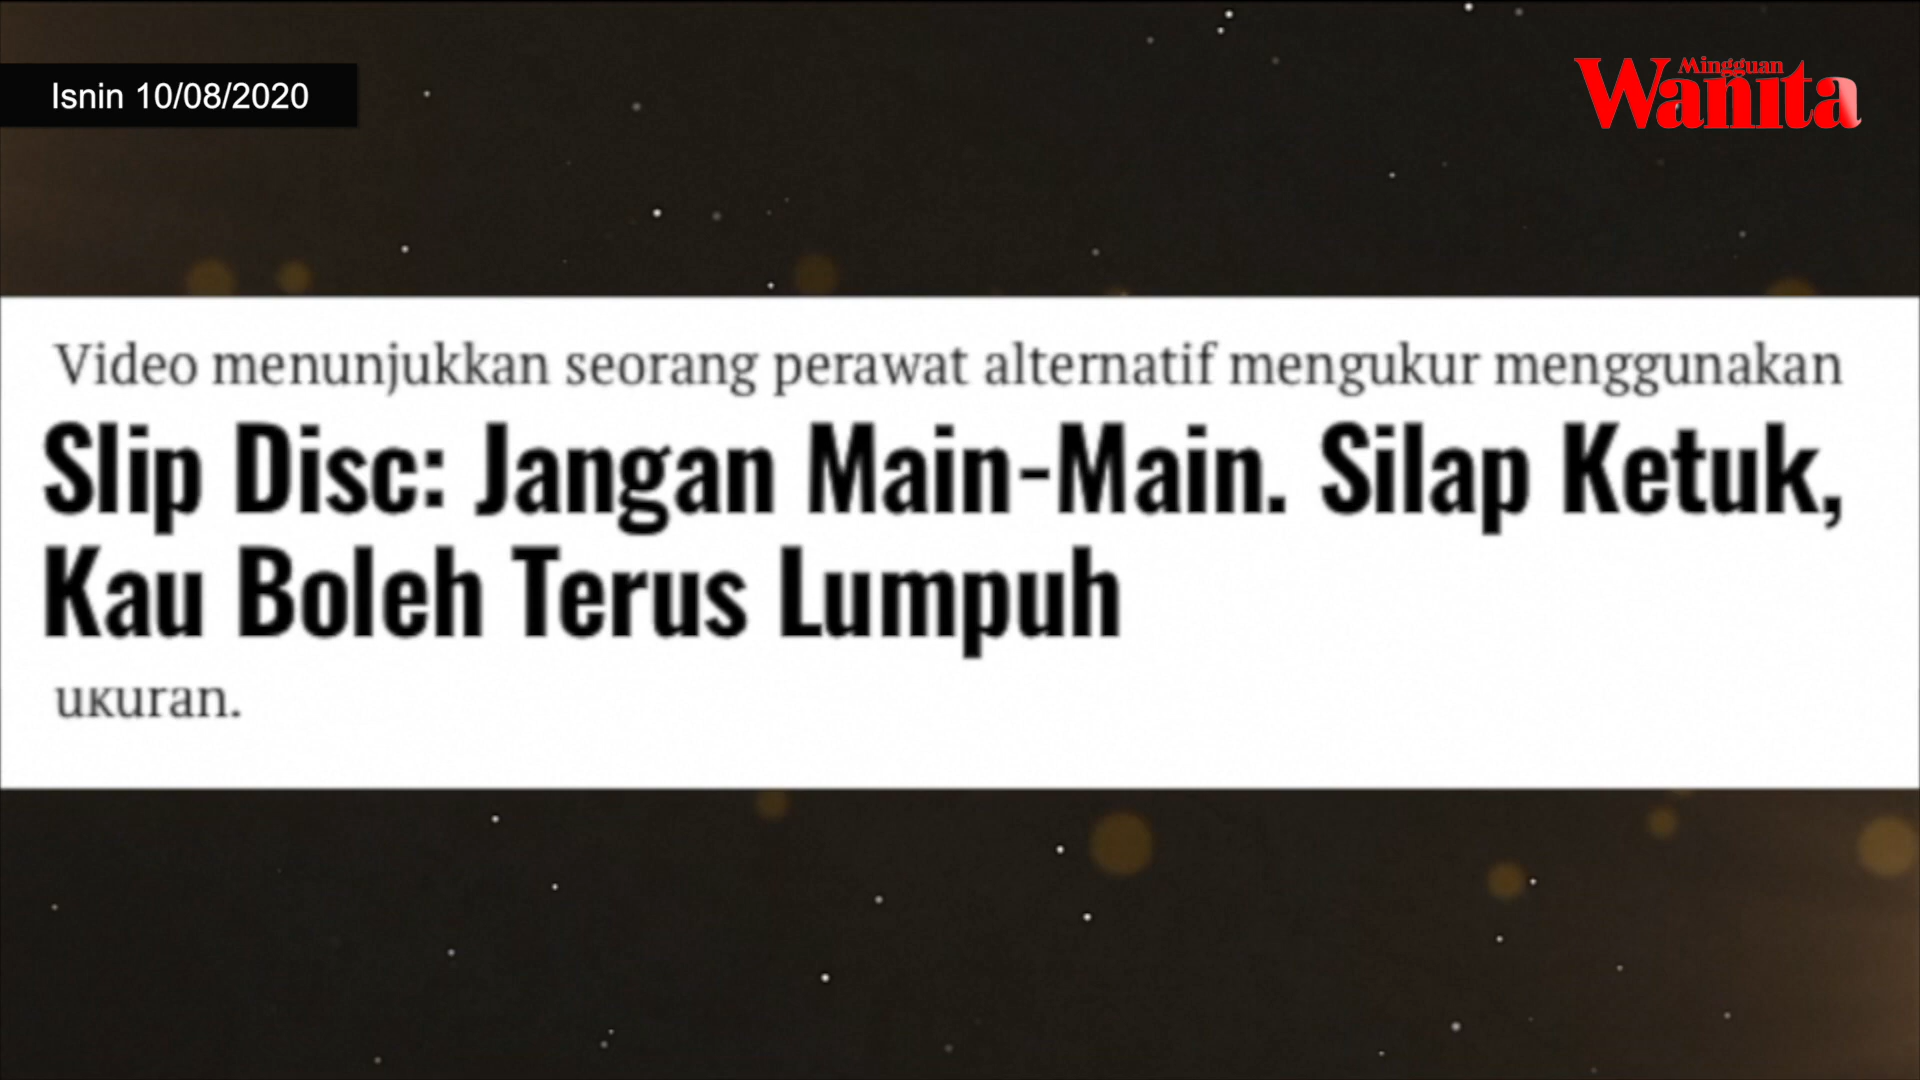 Isnin 10/08/2020
Mingguan
Wanita
Video menunjukkan seorang perawat alternatif mengukur menggunakan
Slip Disc: Jangan Main-Main. Silap Ketuk,
Kau Boleh Terus Lumpuh
ukuran.